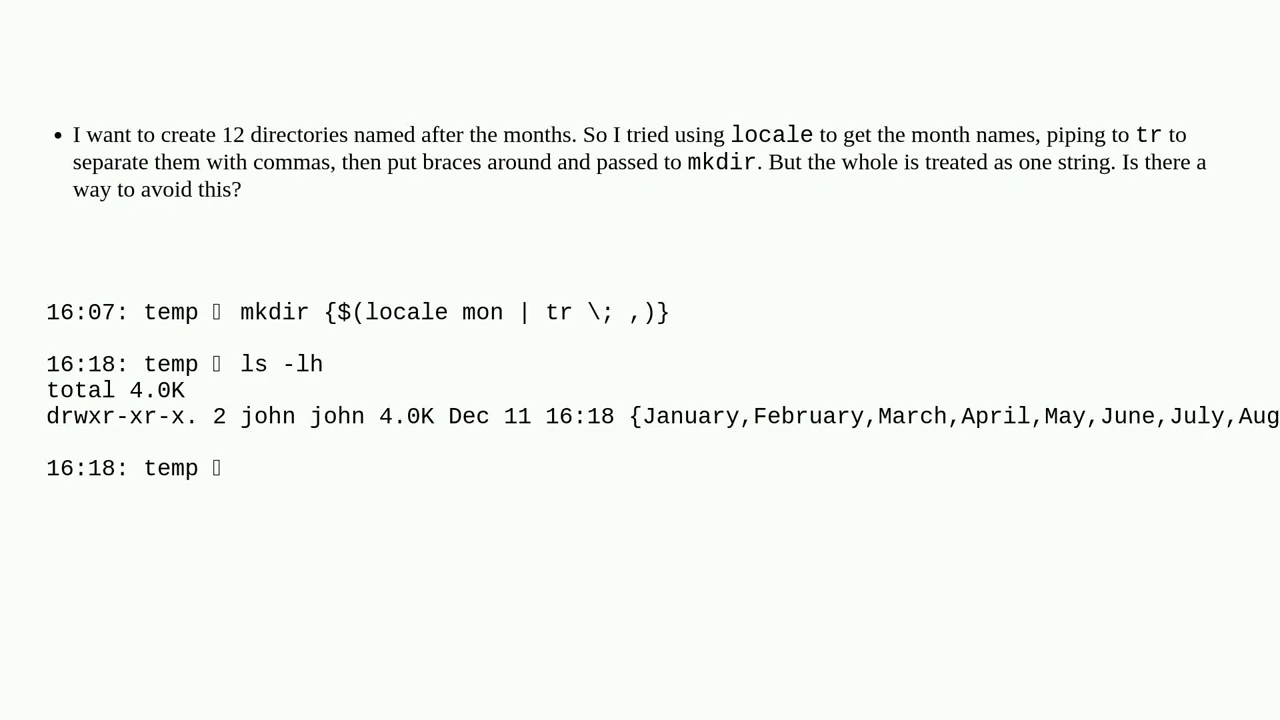 • I want to create 12 directories named after the months. So I tried using locale to get the month names, piping to tr to
separate them with commas, then put braces around and passed to mkdir. But the whole is treated as one string. Is there a
way to avoid this?
16:07: temp ▯ mkdir {$(locale mon | tr \; ,)}
16:18: temp ▯ ls -lh
total 4.0K
drwxr-xr-x. 2 john john 4.0K Dec 11 16:18 {January,February,March,April,May,June,July,Aug
16:18: temp ▯